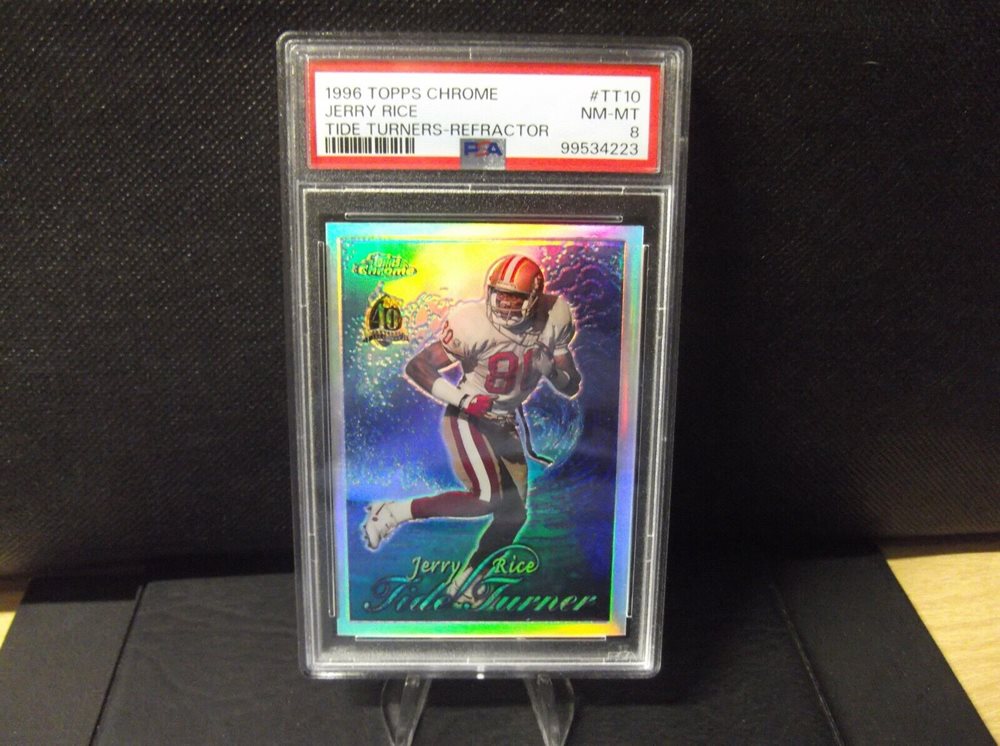 1996 TOPPS CHROME #TT10
JERRY RICE NM-MT
TIDE TURNERS-REFRACTOR 8
PSA 99534223
Chrome
40
80
80
Jerry Rice
Tide Turner